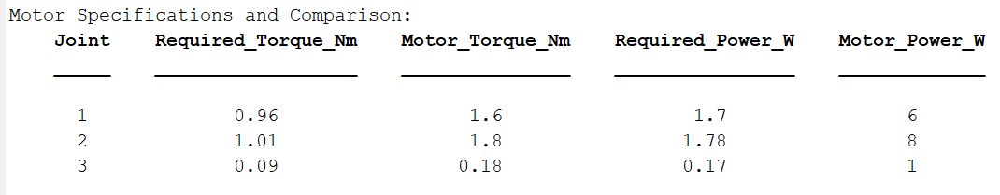 Motor Specifications and Comparison:
Joint Required_Torque_Nm Motor_Torque_Nm Required_Power_W Motor_Power_W
1 0.96 1.6 1.7 6
2 1.01 1.8 1.78 8
3 0.09 0.18 0.17 1